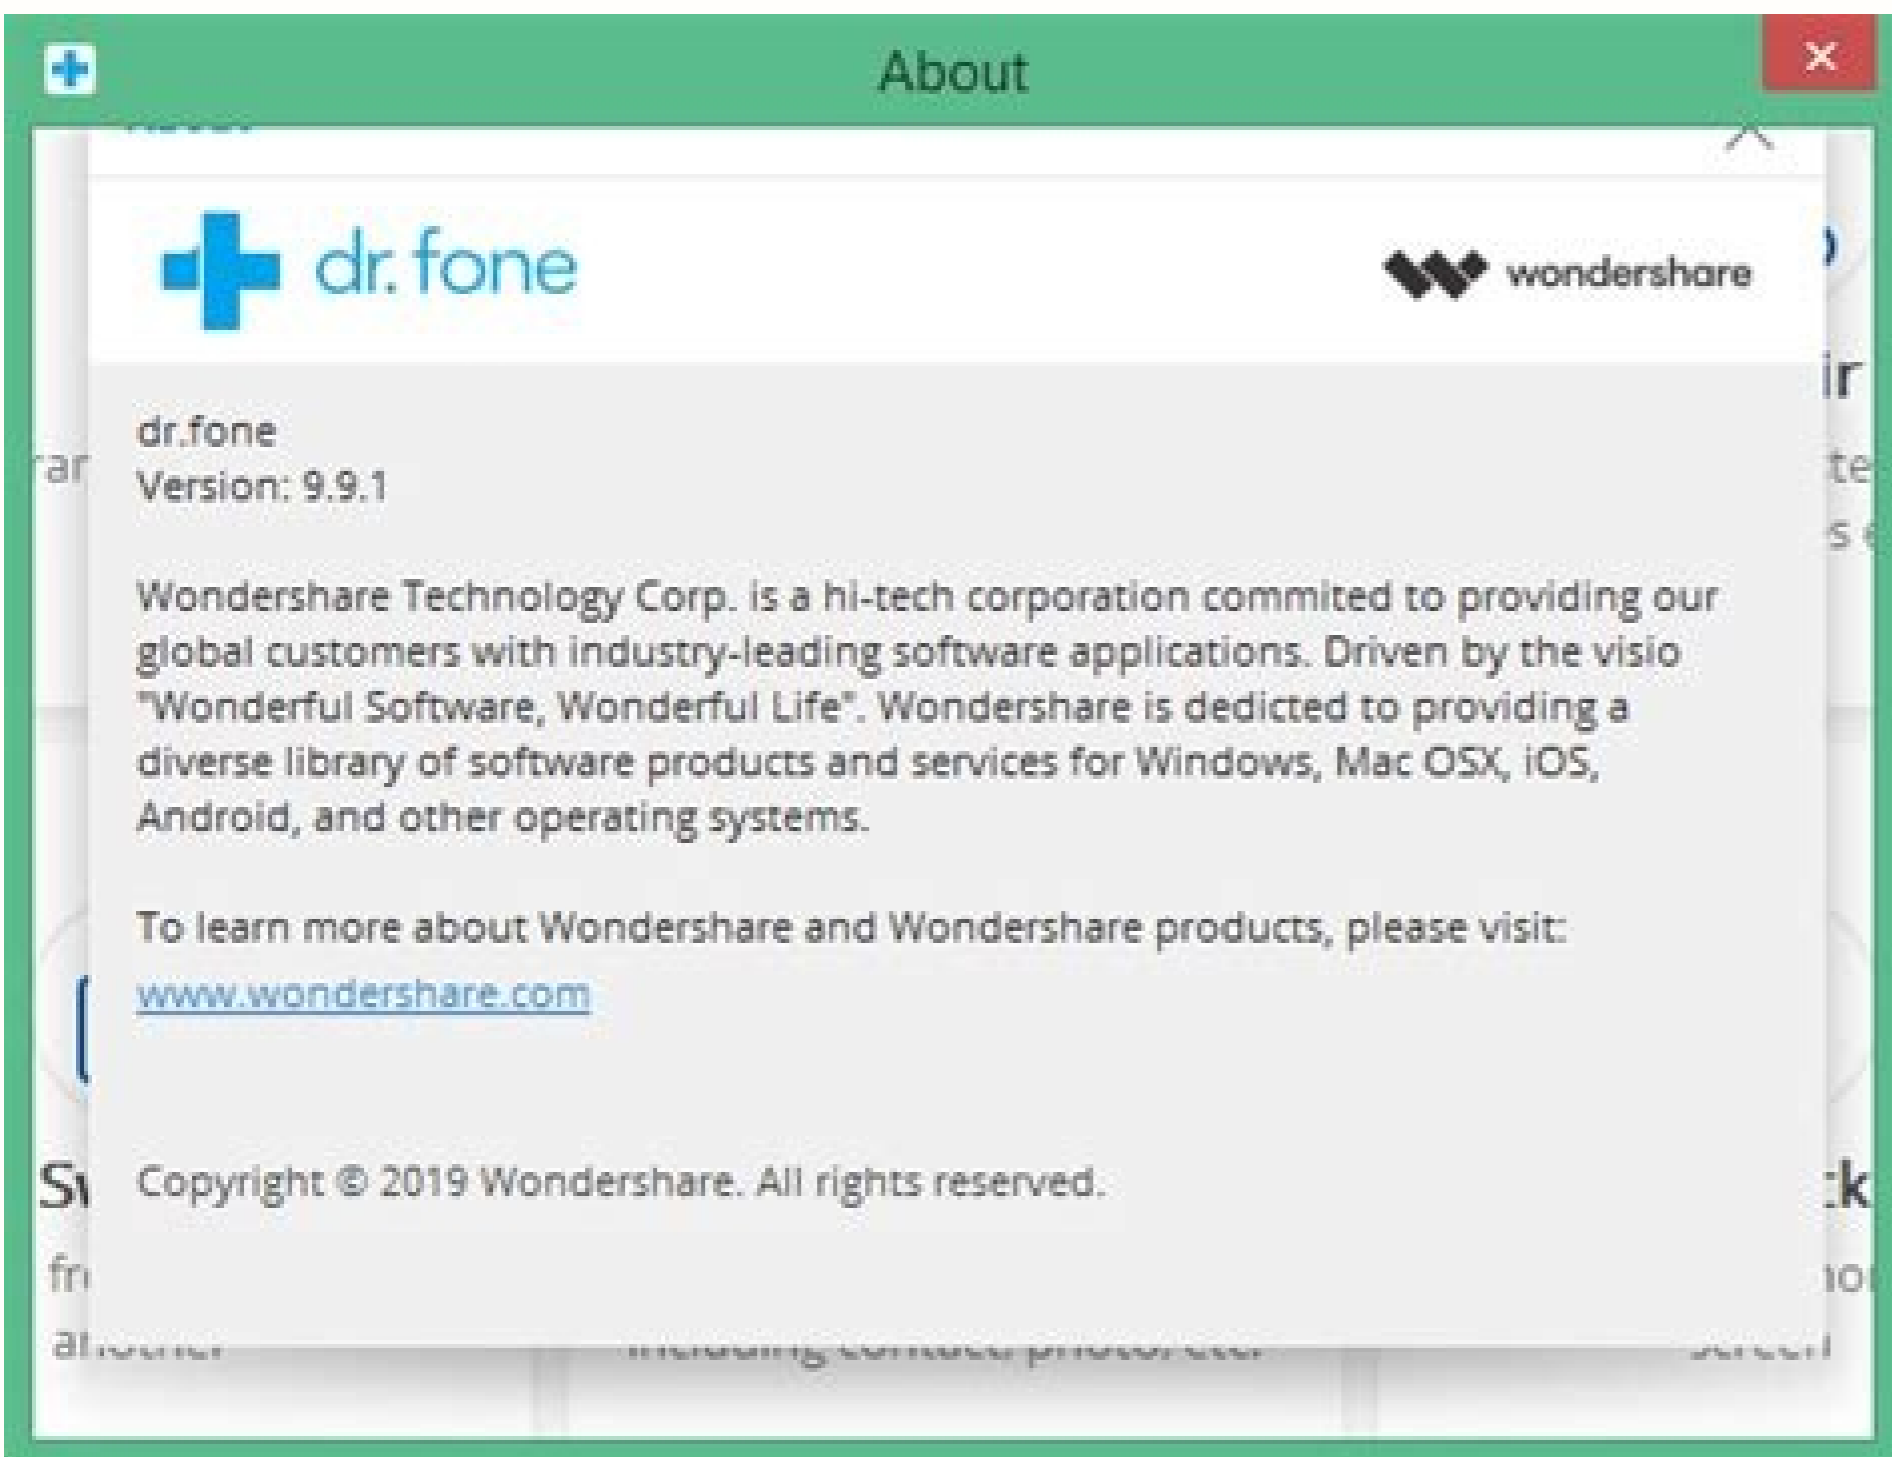 About
dr.fone
wondershare
dr.fone
Version: 9.9.1
Wondershare Technology Corp. is a hi-tech corporation commited to providing our
global customers with industry-leading software applications. Driven by the visio
"Wonderful Software, Wonderful Life". Wondershare is dedicted to providing a
diverse library of software products and services for Windows, Mac OSX, iOS,
Android, and other operating systems.
To learn more about Wondershare and Wondershare products, please visit:
www.wondershare.com
Copyright © 2019 Wondershare. All rights reserved.